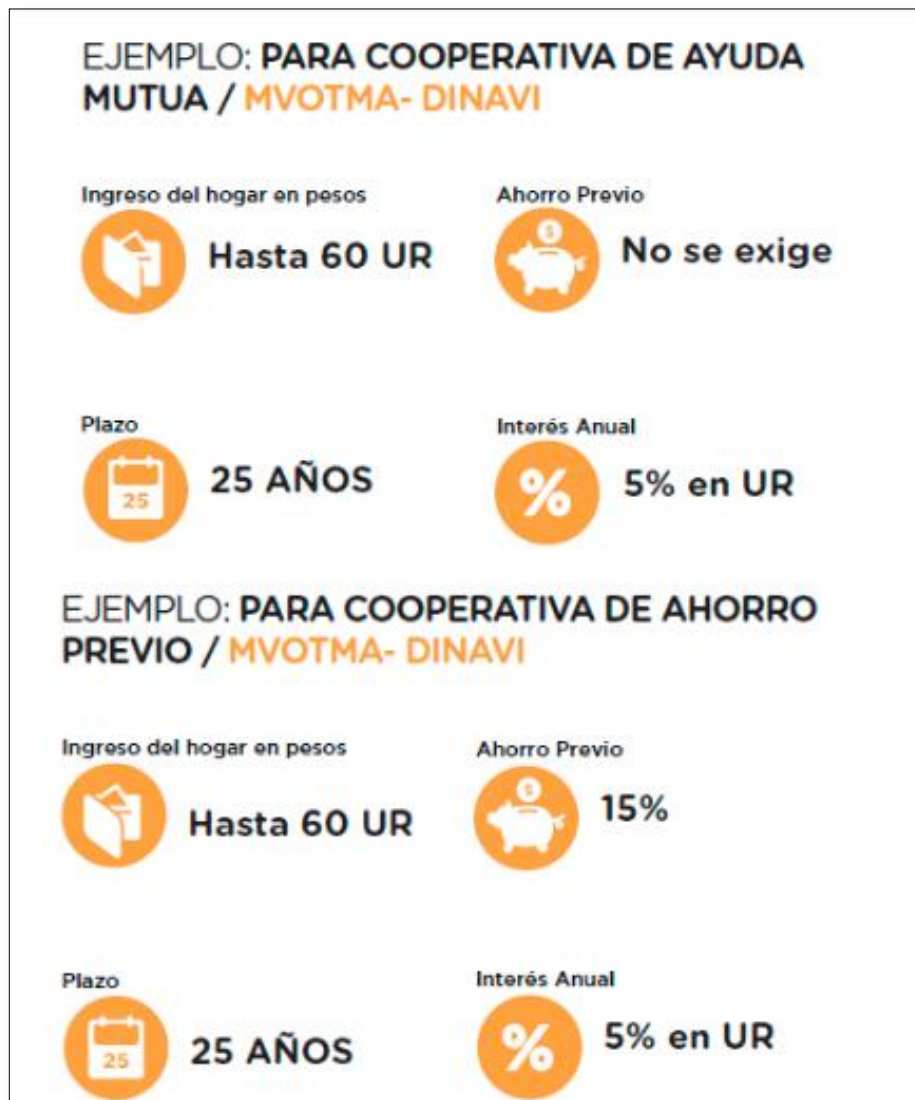 EJEMPLO: PARA COOPERATIVA DE AYUDA
MUTUA / MVOTMA- DINAVI
Ingreso del hogar en pesos
Hasta 60 UR
Ahorro Previo
$
No se exige
Plazo
25
25 AÑOS
Interés Anual
%
5% en UR
EJEMPLO: PARA COOPERATIVA DE AHORRO
PREVIO / MVOTMA- DINAVI
Ingreso del hogar en pesos
Hasta 60 UR
Ahorro Previo
$
15%
Plazo
25
25 AÑOS
Interés Anual
%
5% en UR